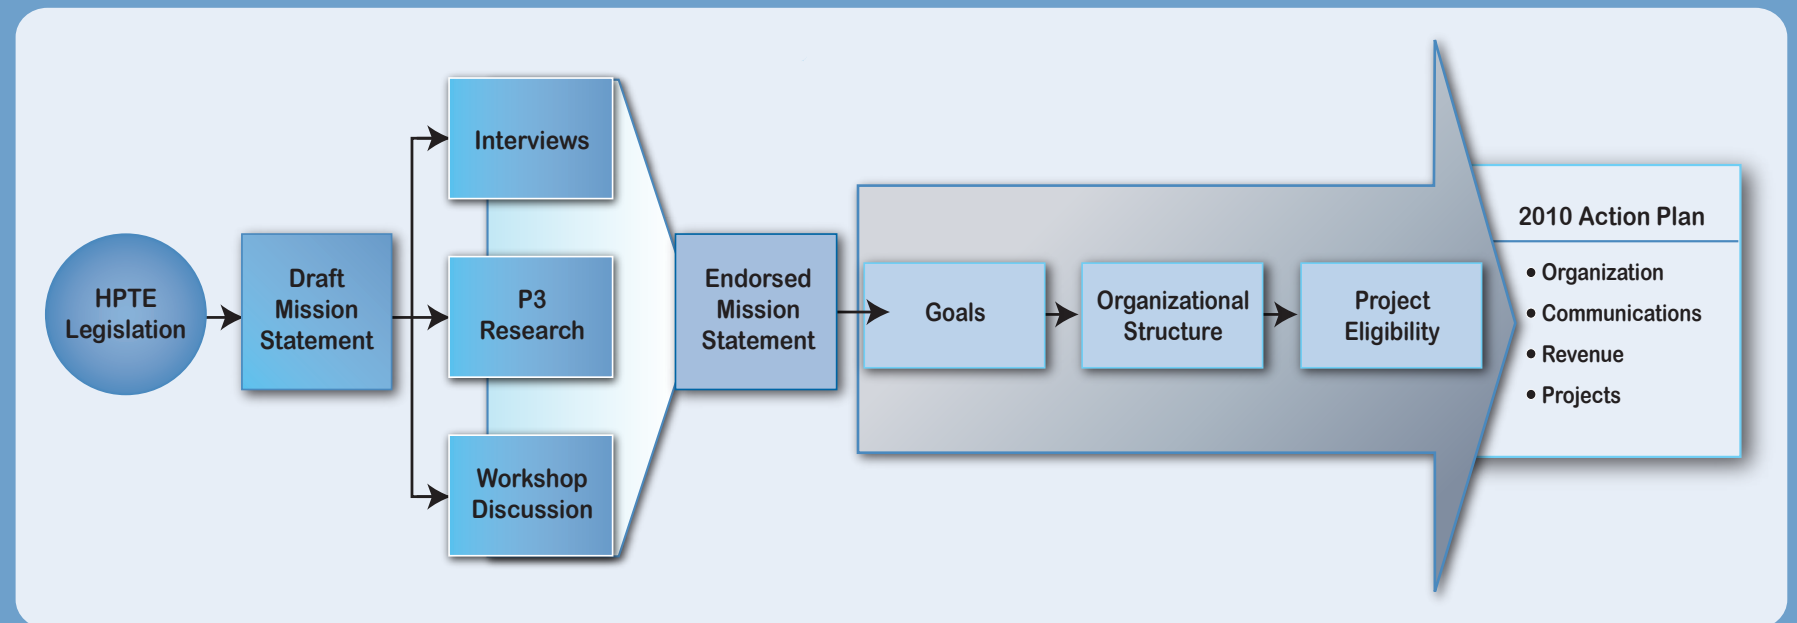 HPTE
Legislation
Draft
Mission
Statement
Interviews
P3
Research
Workshop
Discussion
Endorsed
Mission
Statement
Goals
Organizational
Structure
Project
Eligibility
2010 Action Plan
• Organization
• Communications
• Revenue
• Projects